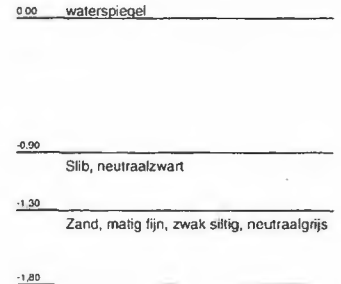 0.00 waterspiegel
-0.90
Slib, neutraalzwart
-1,30
Zand, matig fijn, zwak siltig, neutraalgrijs
-1,80